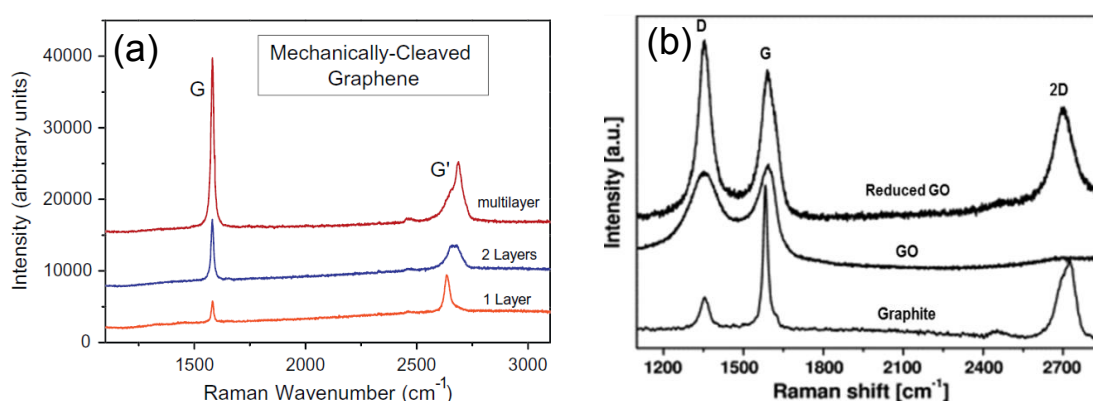 (a)
Mechanically-Cleaved
Graphene
G
G'
multilayer
2 Layers
1 Layer
40000
30000
20000
10000
0
1500
2000
2500
3000
Intensity (arbitrary units)
Raman Wavenumber (cm⁻¹)
(b)
D
G
2D
Reduced GO
GO
Graphite
1200
1500
1800
2100
2400
2700
Intensity [a.u.]
Raman shift [cm⁻¹]